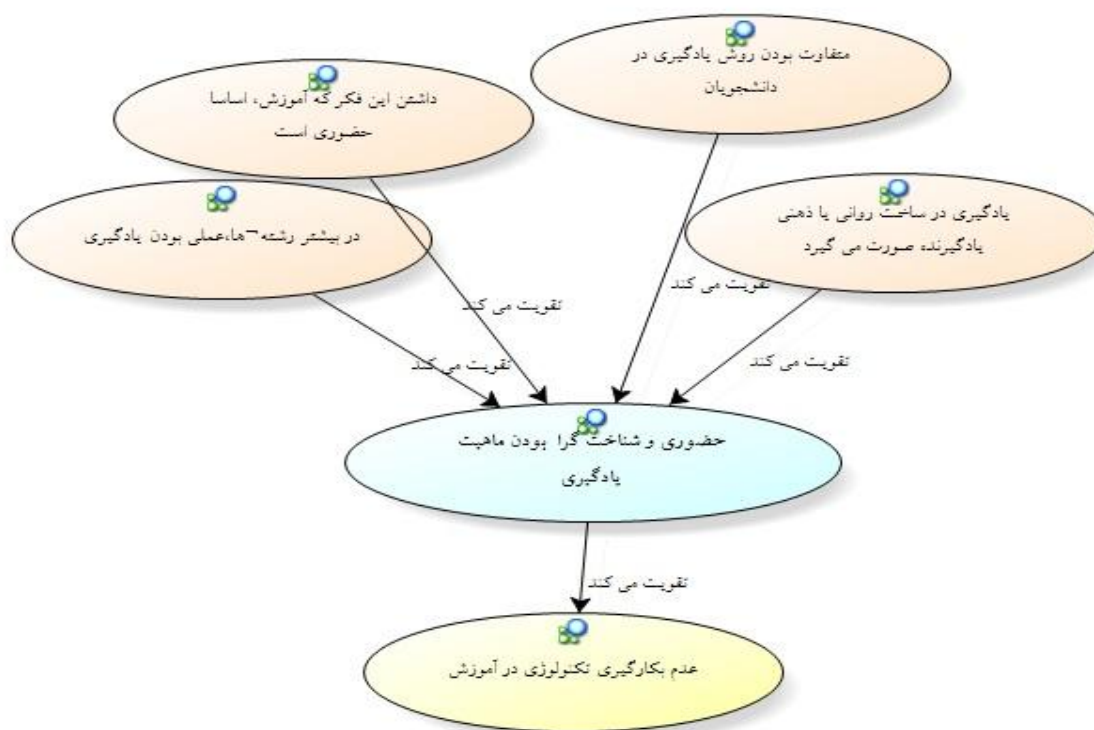 متفاوت بودن روش یادگیری در
دانشجویان
داشتن این فکر که آموزش، اساسا
حضوری است
یادگیری در ساخت روانی یا ذهنی
یادگیرنده صورت می گیرد
در بیشتر رشته¬ها،عملی بودن یادگیری
تقویت می کند
تقویت می کند
تقویت می کند
تقویت می کند
حضوری و شناخت گرا بودن ماهیت
یادگیری
تقویت می کند
عدم بکارگیری تکنولوژی در آموزش